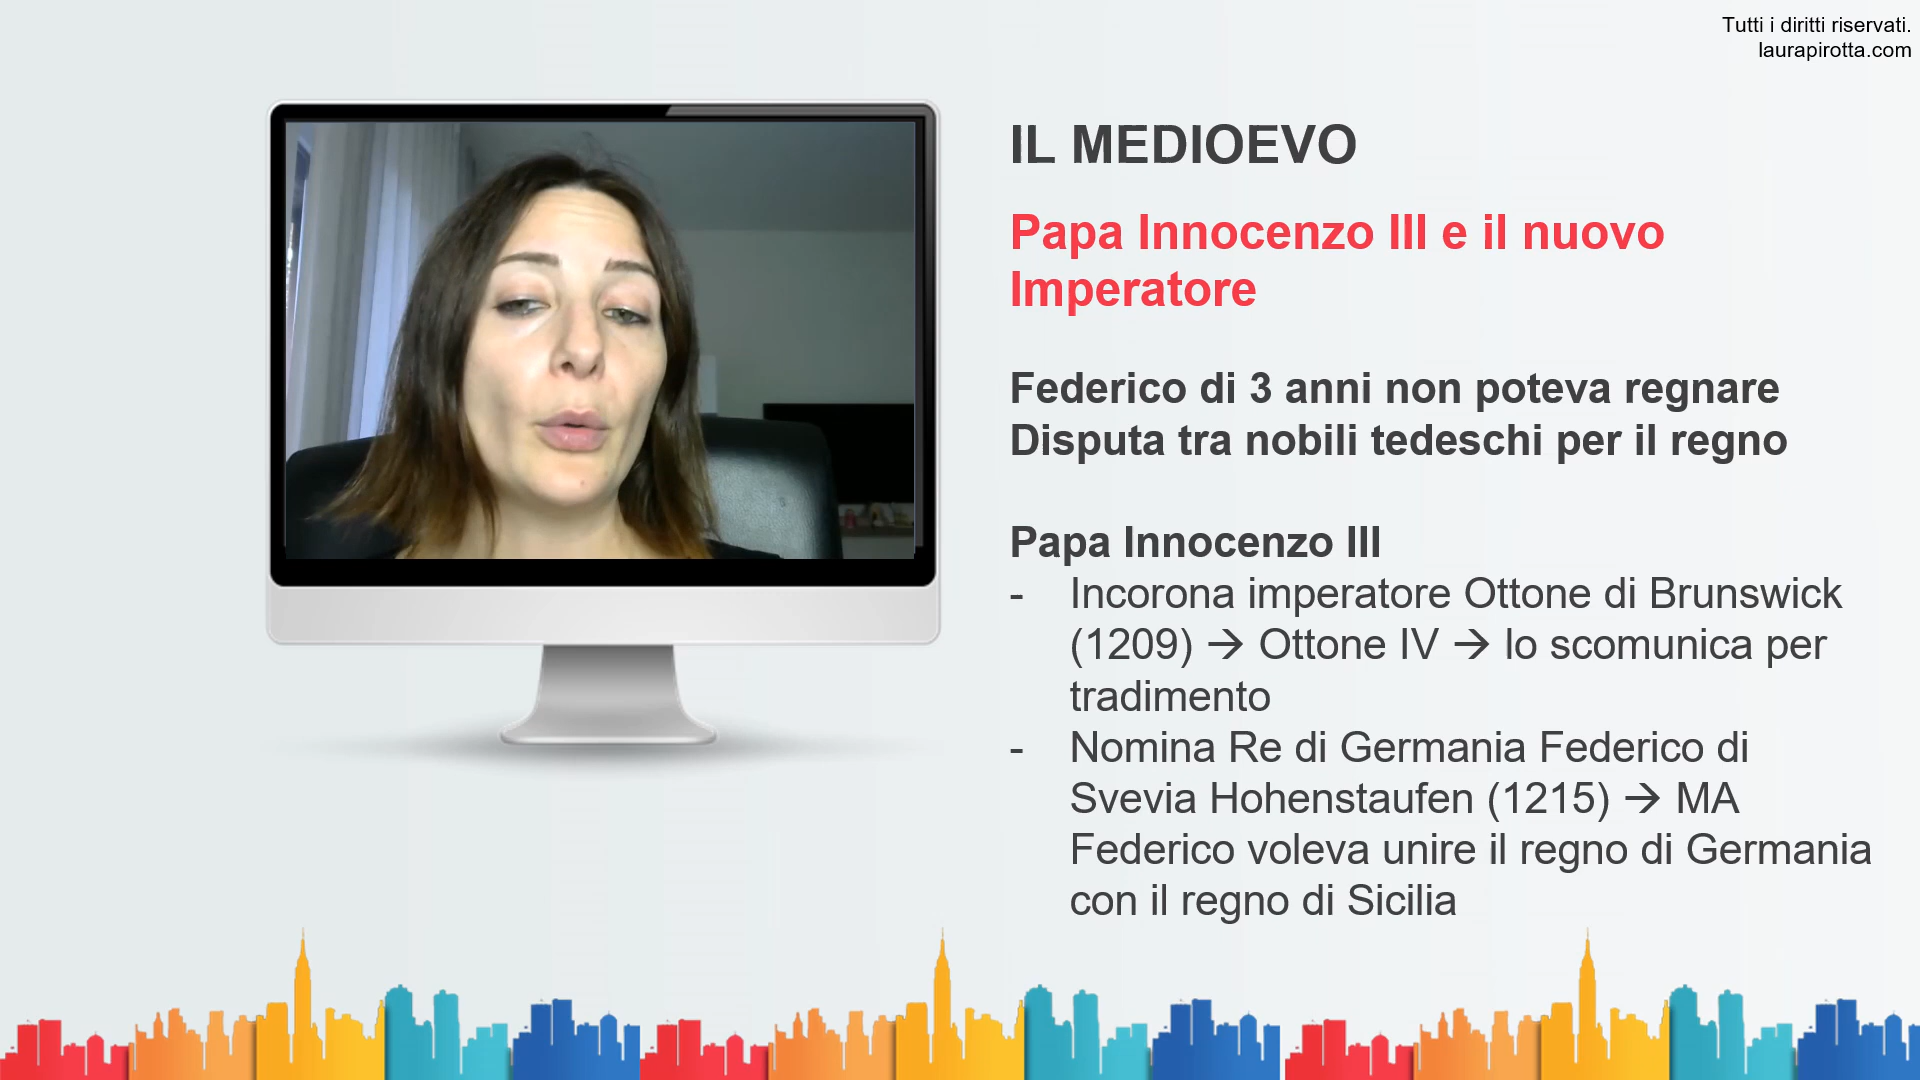 Tutti i diritti riservati.
laurapirotta.com
IL MEDIOEVO
Papa Innocenzo III e il nuovo
Imperatore
Federico di 3 anni non poteva regnare
Disputa tra nobili tedeschi per il regno
Papa Innocenzo III
- Incorona imperatore Ottone di Brunswick
(1209) → Ottone IV → lo scomunica per
tradimento
- Nomina Re di Germania Federico di
Svevia Hohenstaufen (1215) → MA
Federico voleva unire il regno di Germania
con il regno di Sicilia